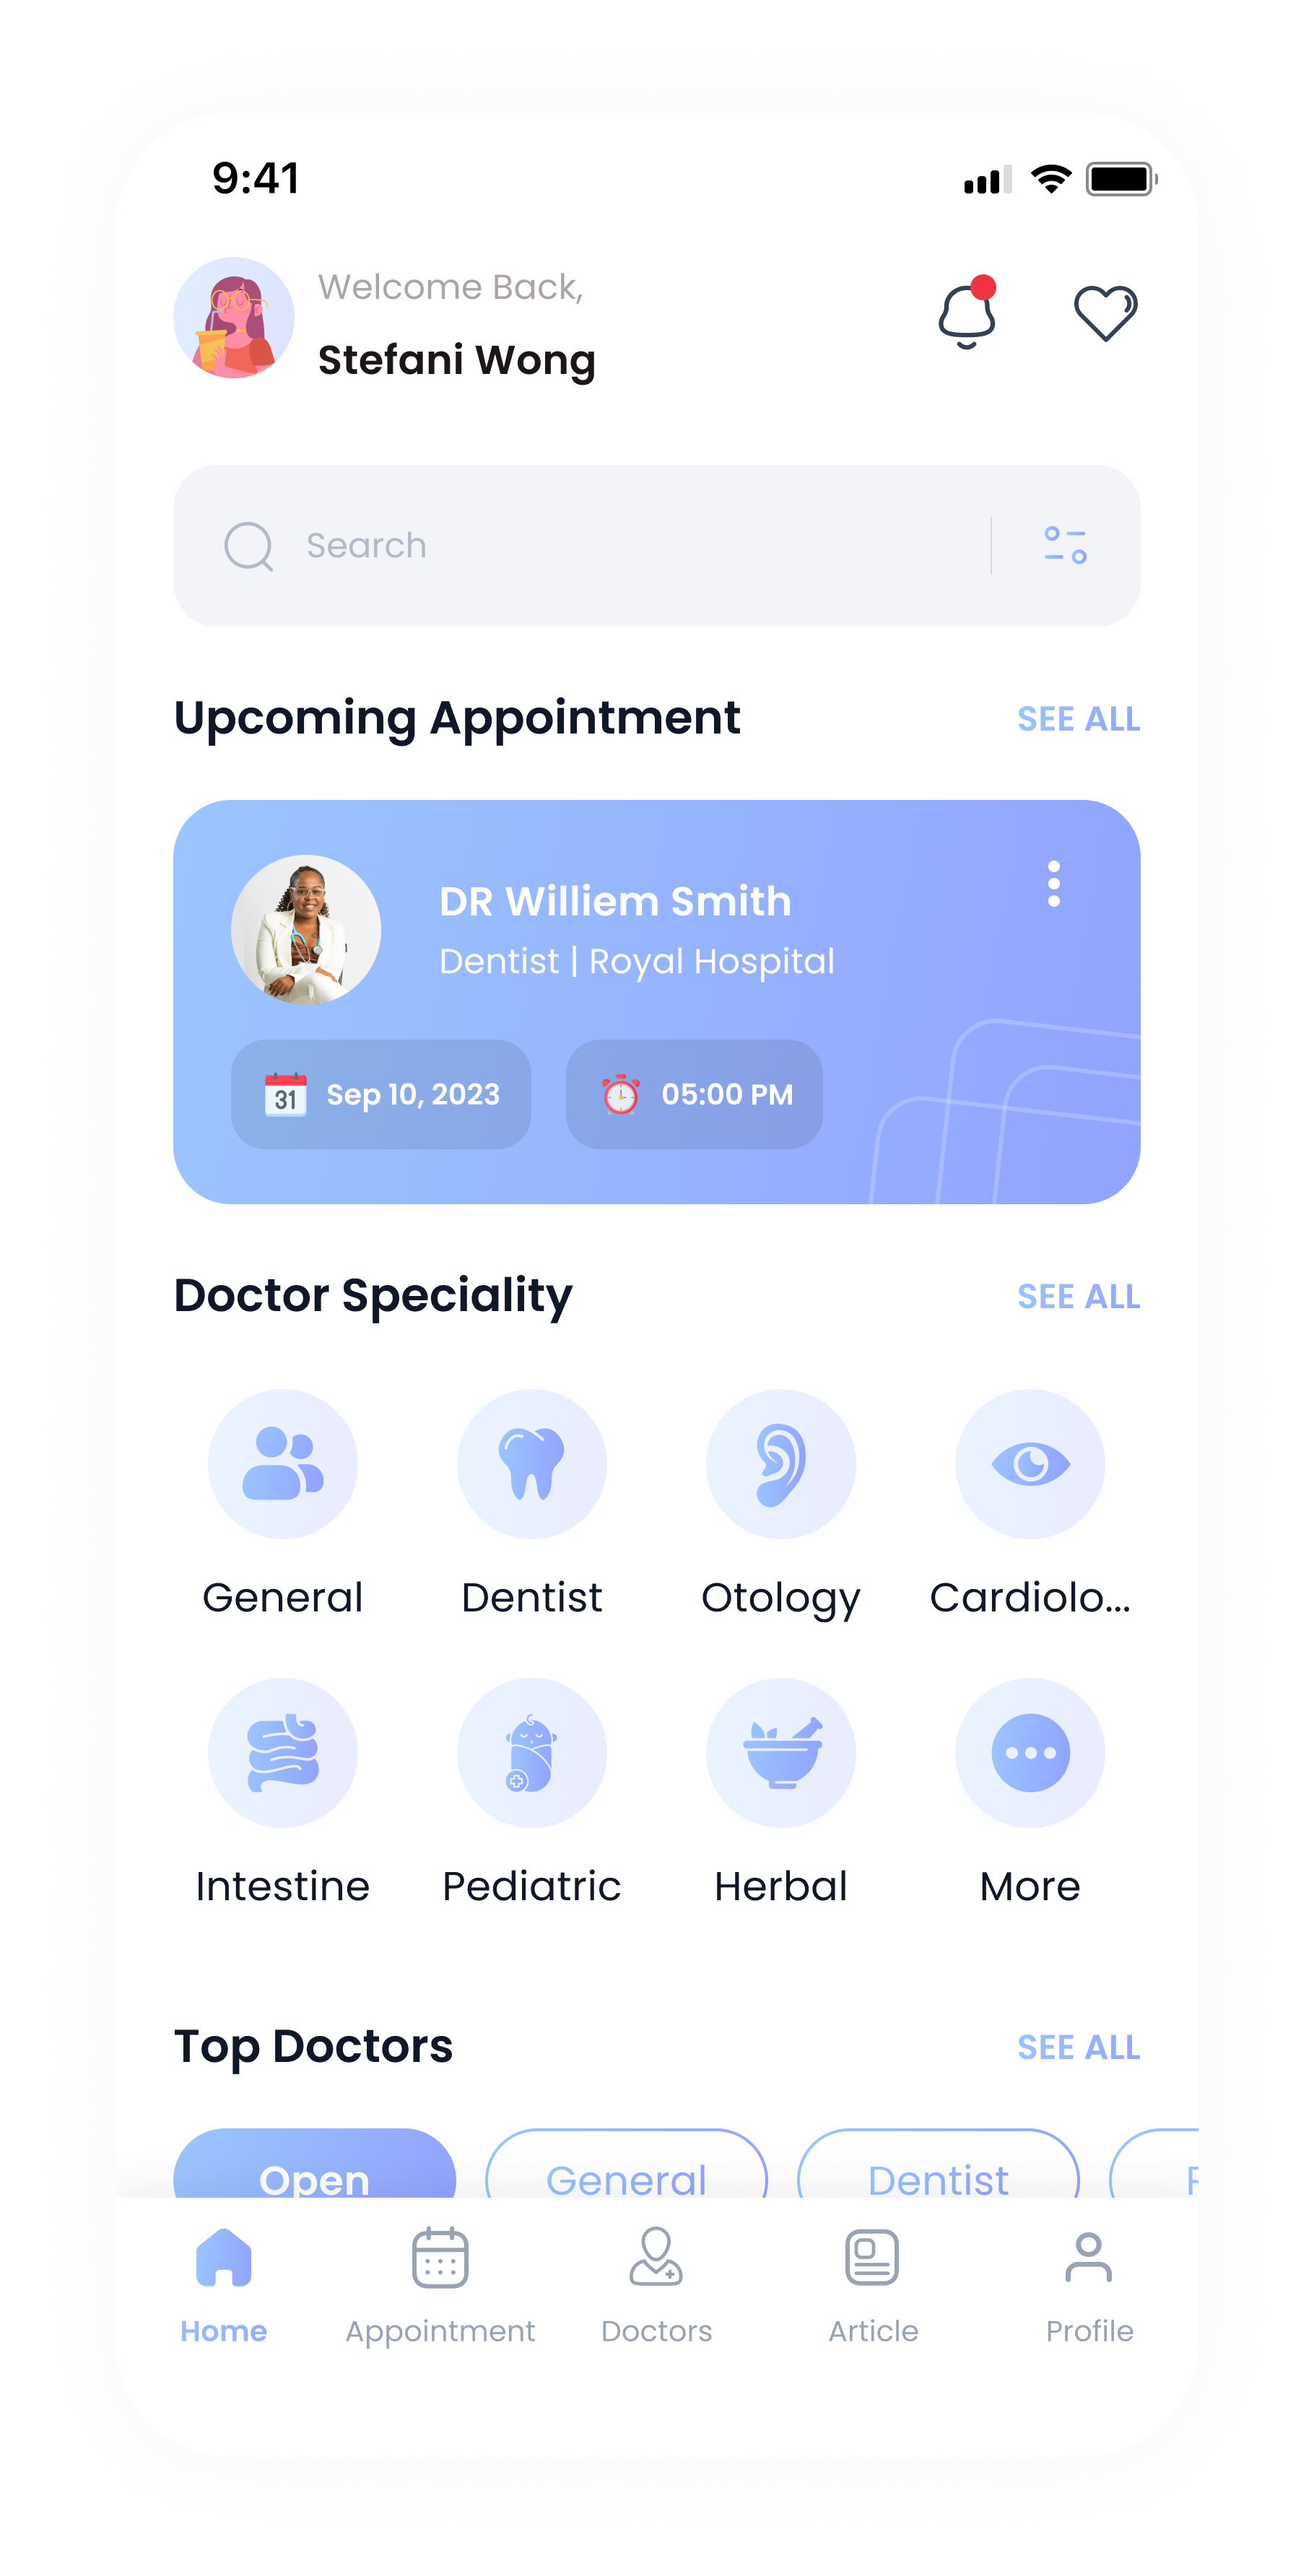 9:41
Welcome Back,
Stefani Wong
Search
Upcoming Appointment
SEE ALL
DR Williem Smith
Dentist | Royal Hospital
31
Sep 10, 2023
05:00 PM
Doctor Speciality
SEE ALL
General
Dentist
Otology
Cardiolo...
Intestine
Pediatric
Herbal
More
Top Doctors
SEE ALL
Open
General
Dentist
Home
Appointment
Doctors
Article
Profile